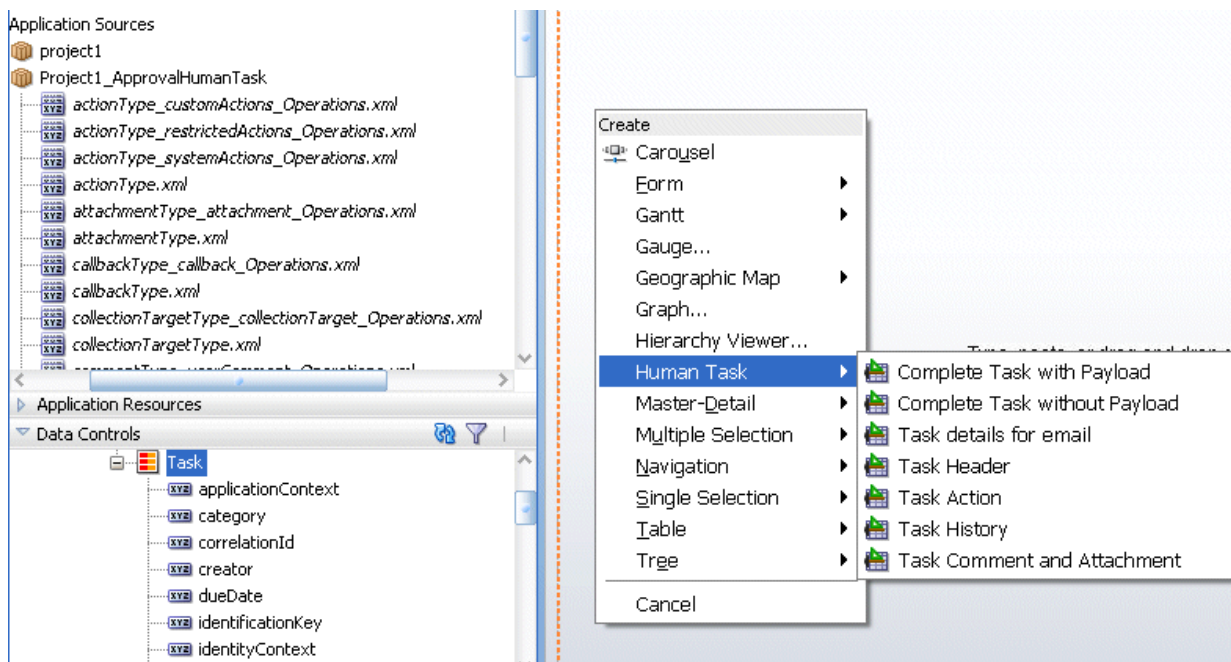 Application Sources
project1
Project1_ApprovalHumanTask
actionType_customActions_Operations.xml
actionType_restrictedActions_Operations.xml
actionType_systemActions_Operations.xml
actionType.xml
attachmentType_attachment_Operations.xml
attachmentType.xml
callbackType_callback_Operations.xml
callbackType.xml
collectionTargetType_collectionTarget_Operations.xml
collectionTargetType.xml
Application Resources
Data Controls
Task
applicationContext
category
correlationId
creator
dueDate
identificationKey
identityContext
Create
Carousel
Form
Gantt
Gauge...
Geographic Map
Graph...
Hierarchy Viewer...
Human Task
Master-Detail
Multiple Selection
Navigation
Single Selection
Table
Tree
Cancel
Complete Task with Payload
Complete Task without Payload
Task details for email
Task Header
Task Action
Task History
Task Comment and Attachment